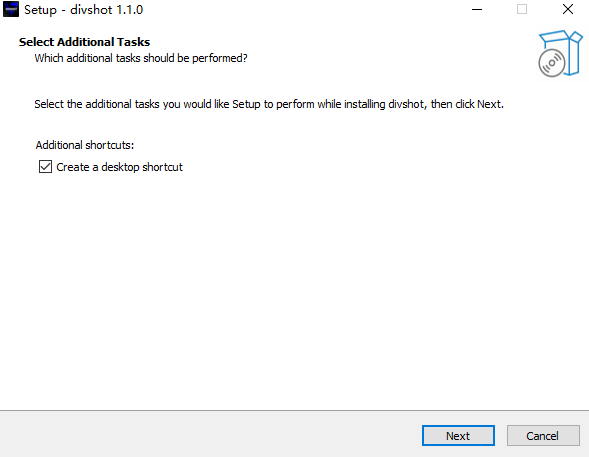 Setup - divshot 1.1.0
Select Additional Tasks
Which additional tasks should be performed?
Select the additional tasks you would like Setup to perform while installing divshot, then click Next.
Additional shortcuts:
Create a desktop shortcut
Next
Cancel